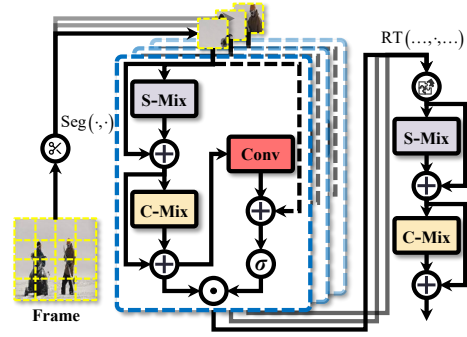 RT(…,·,…)
S-Mix
Seg(·,·)
S-Mix
Conv
C-Mix
C-Mix
σ
Frame